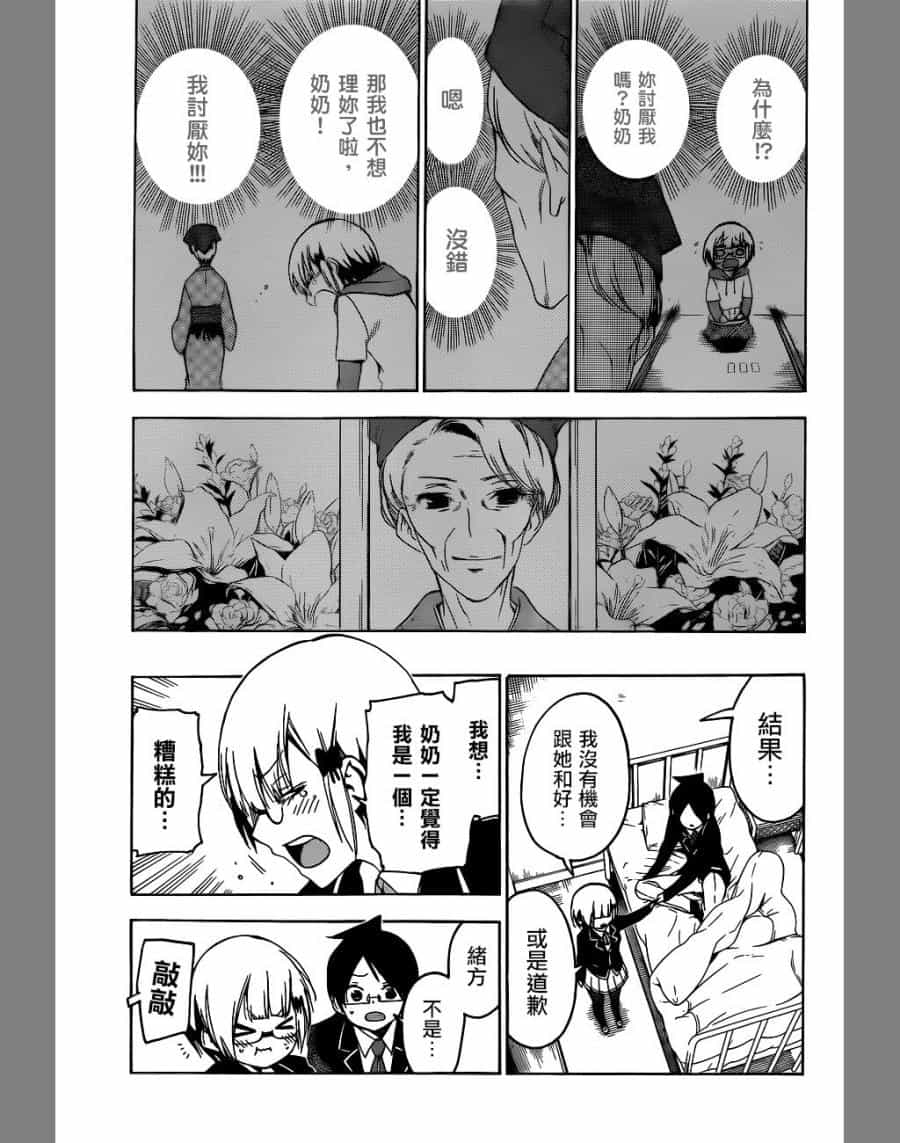 為什麼!?
妳討厭我
嗎？奶奶
嗯
沒錯
那我也不想
理妳了啦，
奶奶！
我討厭妳!!!
結果…
我沒有機會
跟她和好…
或是道歉
我想…
奶奶一定覺得
我是一個…
糟糕的…
緒方
不是…
敲敲